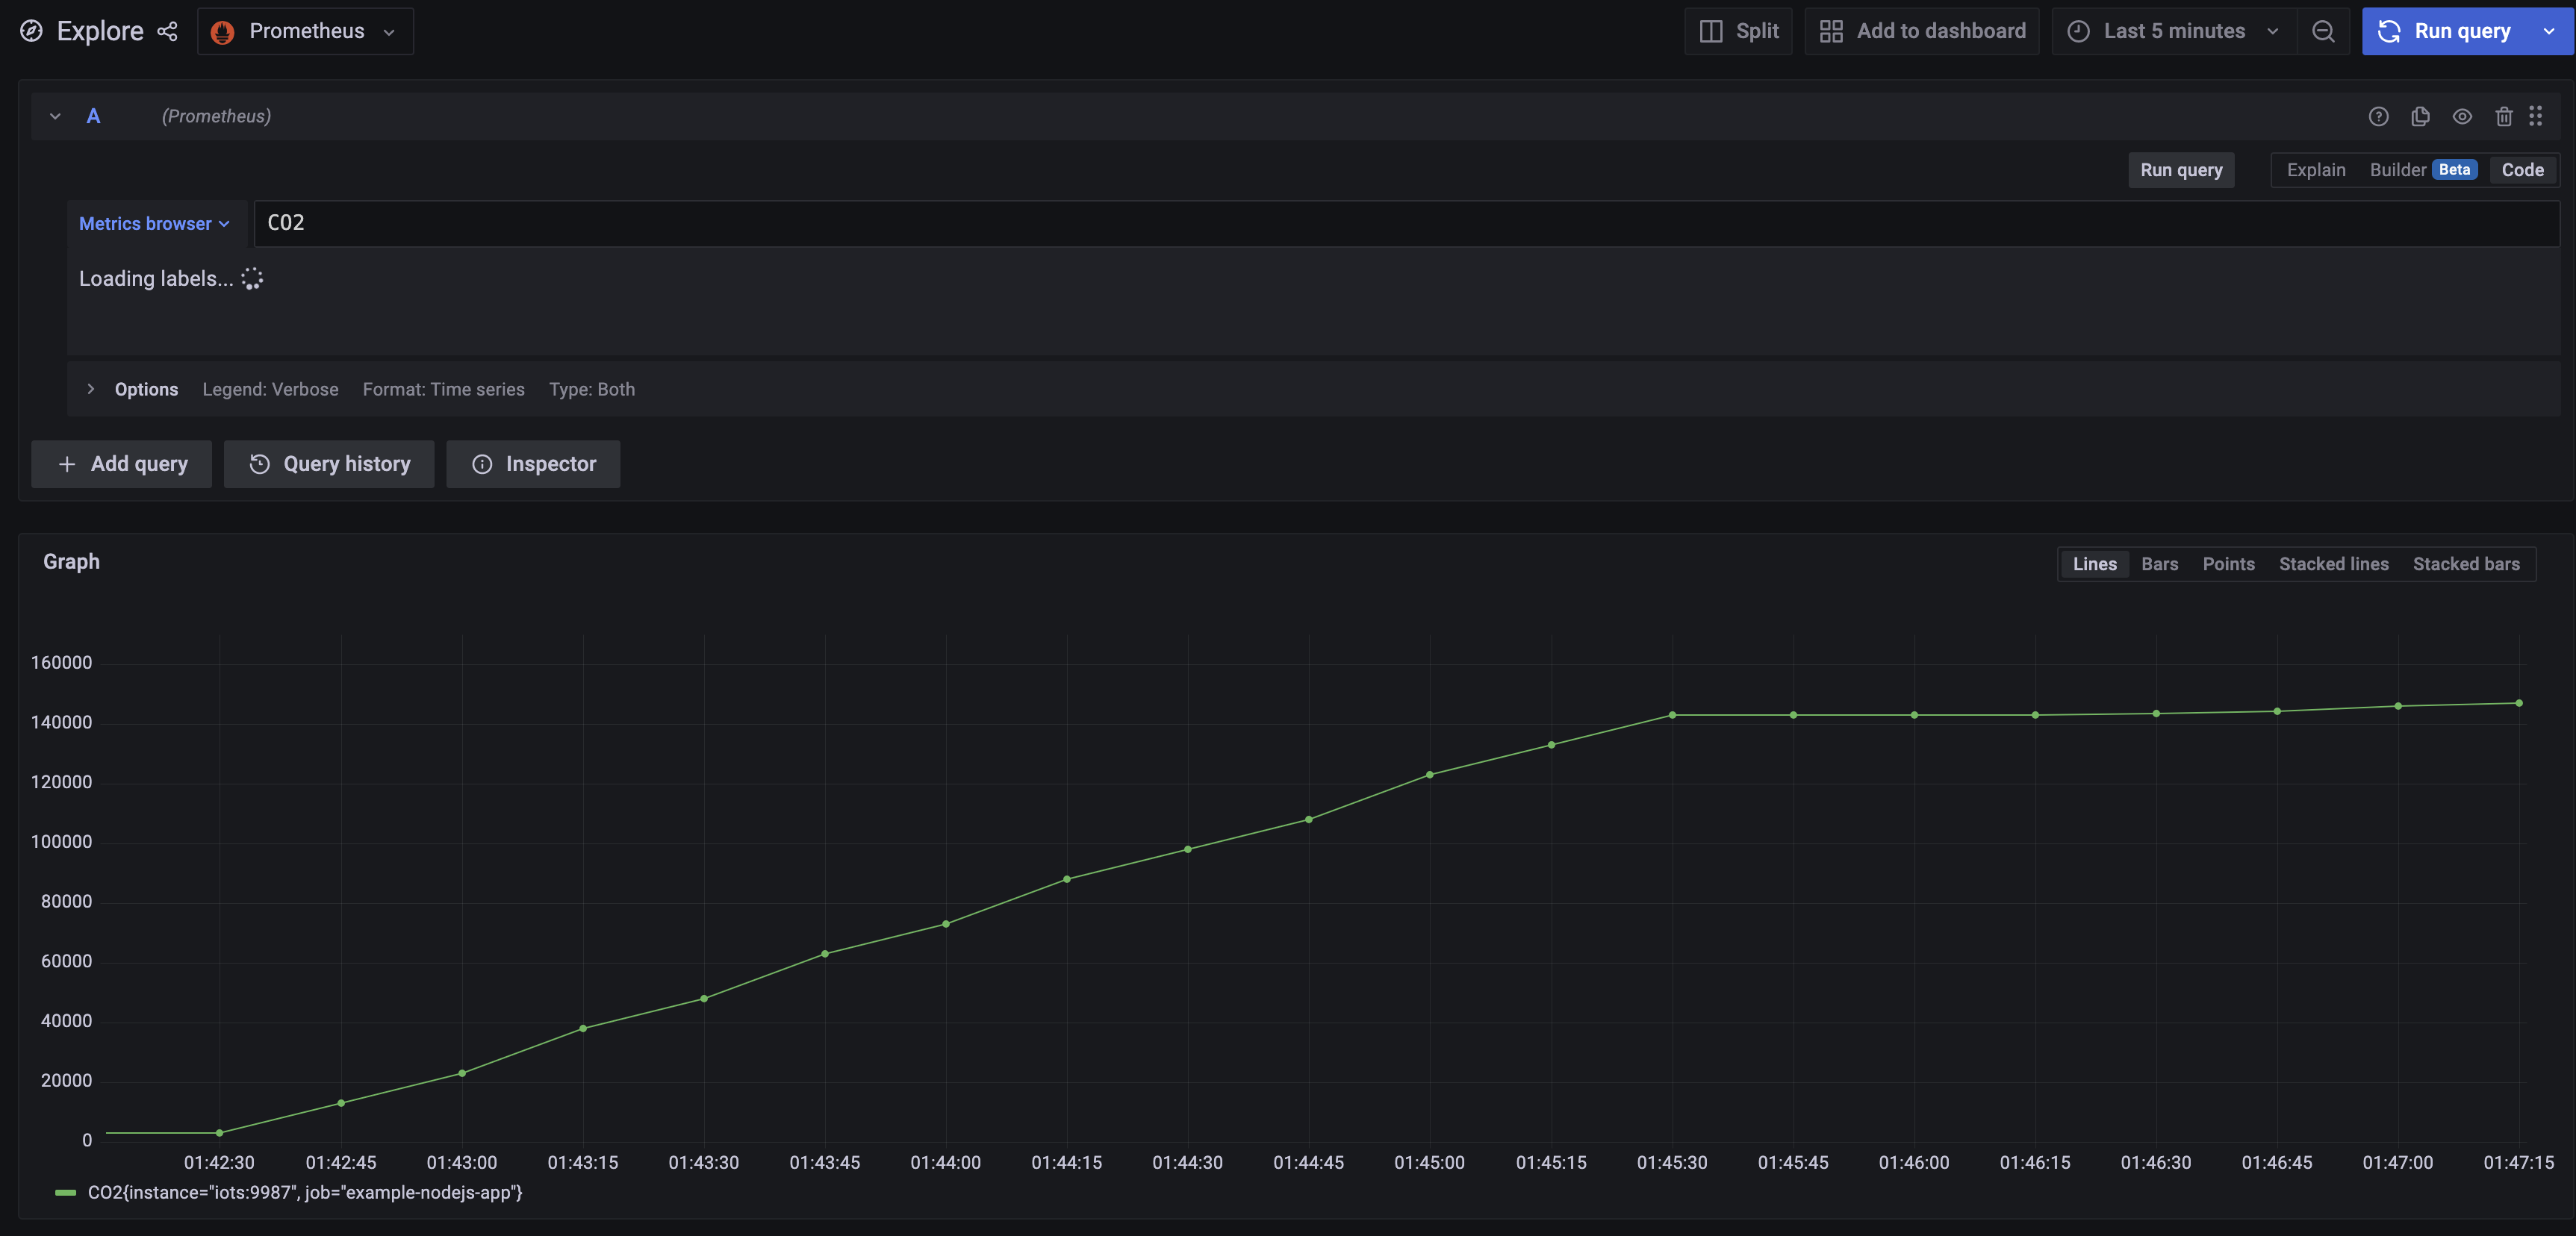 Explore Prometheus Split Add to dashboard Last 5 minutes Run query
A (Prometheus)
Run query Explain Builder Beta Code
Metrics browser CO2
Loading labels...
Options Legend: Verbose Format: Time series Type: Both
+ Add query Query history Inspector
Graph Lines Bars Points Stacked lines Stacked bars
160000
140000
120000
100000
80000
60000
40000
20000
0
01:42:30 01:42:45 01:43:00 01:43:15 01:43:30 01:43:45 01:44:00 01:44:15 01:44:30 01:44:45 01:45:00 01:45:15 01:45:30 01:45:45 01:46:00 01:46:15 01:46:30 01:46:45 01:47:00 01:47:15
CO2{instance="iots:9987", job="example-nodejs-app"}